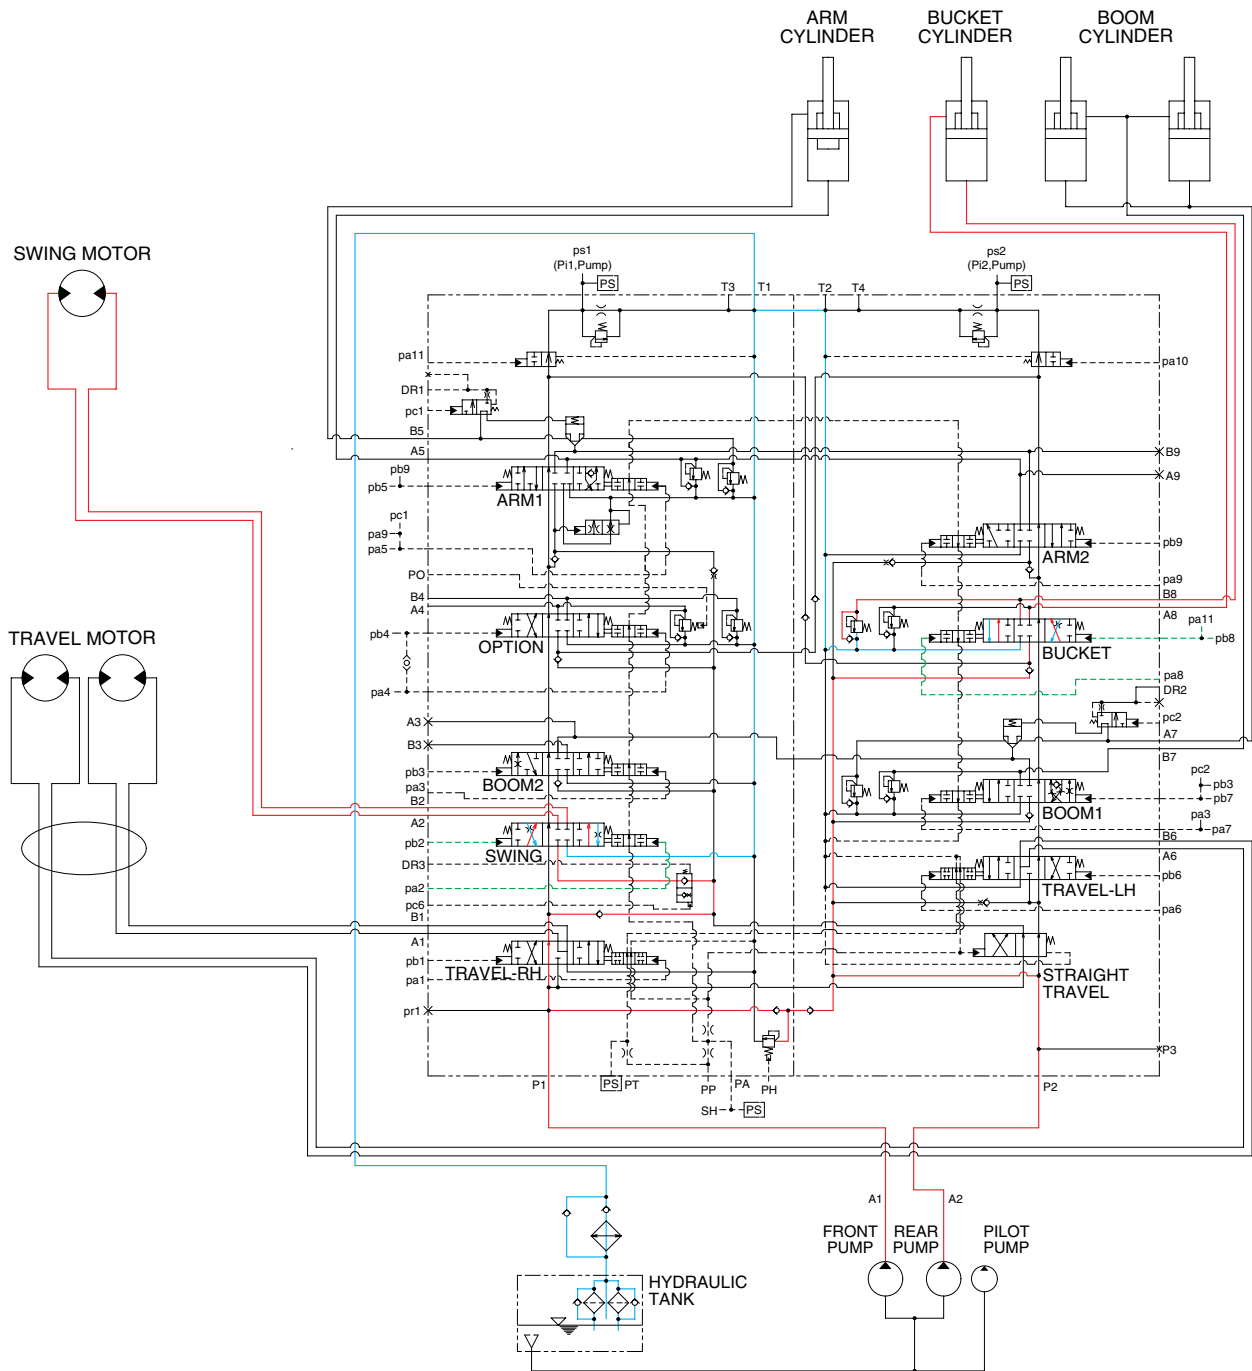 ARM
CYLINDER
BUCKET
CYLINDER
BOOM
CYLINDER
SWING MOTOR
ps1
(Pi1,Pump)
PS
ps2
(Pi2,Pump)
PS
T3
T1
T2
T4
pa11
pa10
DR1
pc1
B5
A5
B9
pb9
A9
pb5
ARM1
pc1
pa9
pb9
pa5
ARM2
PO
pa9
B4
B8
A4
A8
pa11
pb4
OPTION
BUCKET
pb8
TRAVEL MOTOR
pa8
pa4
DR2
A3
pc2
A7
B3
B7
pb3
BOOM2
pc2
pb3
pa3
BOOM1
pb7
B2
pa3
A2
pa7
B6
pb2
SWING
A6
DR3
TRAVEL-LH
pb6
pa2
pc6
pa6
B1
A1
pb1
TRAVEL-RH
STRAIGHT
TRAVEL
pa1
pr1
P3
P1
PS
PT
PP
PA
PH
P2
SH
PS
A1
A2
FRONT
PUMP
REAR
PUMP
PILOT
PUMP
HYDRAULIC
TANK